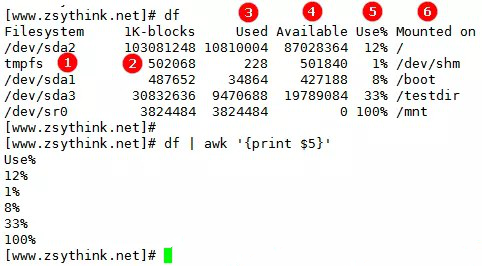 [www.zsythink.net]# df 3 4 5 6
Filesystem 1K-blocks Used Available Use% Mounted on
/dev/sda2 103081248 10810004 87028364 12% /
tmpfs 1 2 502068 228 501840 1% /dev/shm
/dev/sda1 487652 34864 427188 8% /boot
/dev/sda3 30832636 9470688 19789084 33% /testdir
/dev/sr0 3824484 3824484 0 100% /mnt
[www.zsythink.net]#
[www.zsythink.net]# df | awk '{print $5}'
Use%
12%
1%
8%
33%
100%
[www.zsythink.net]#